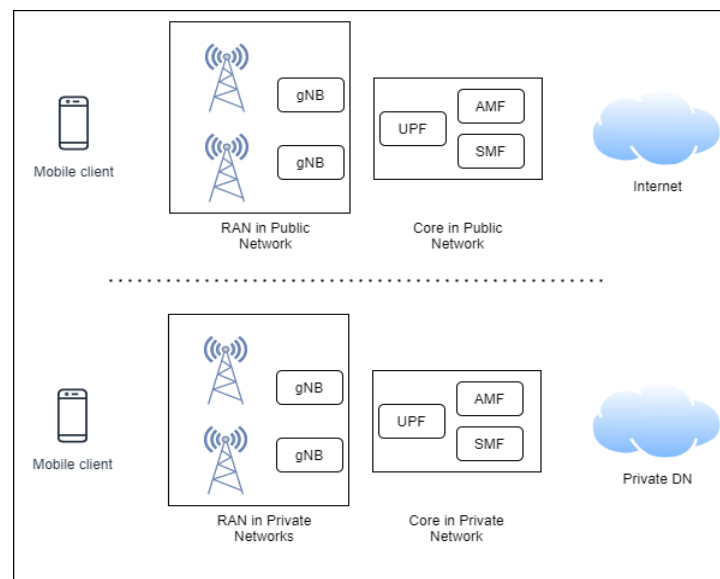 gNB
AMF
UPF
gNB
SMF
Mobile client
Internet
RAN in Public
Network
Core in Public
Network
gNB
AMF
UPF
gNB
SMF
Mobile client
Private DN
RAN in Private
Networks
Core in Private
Network